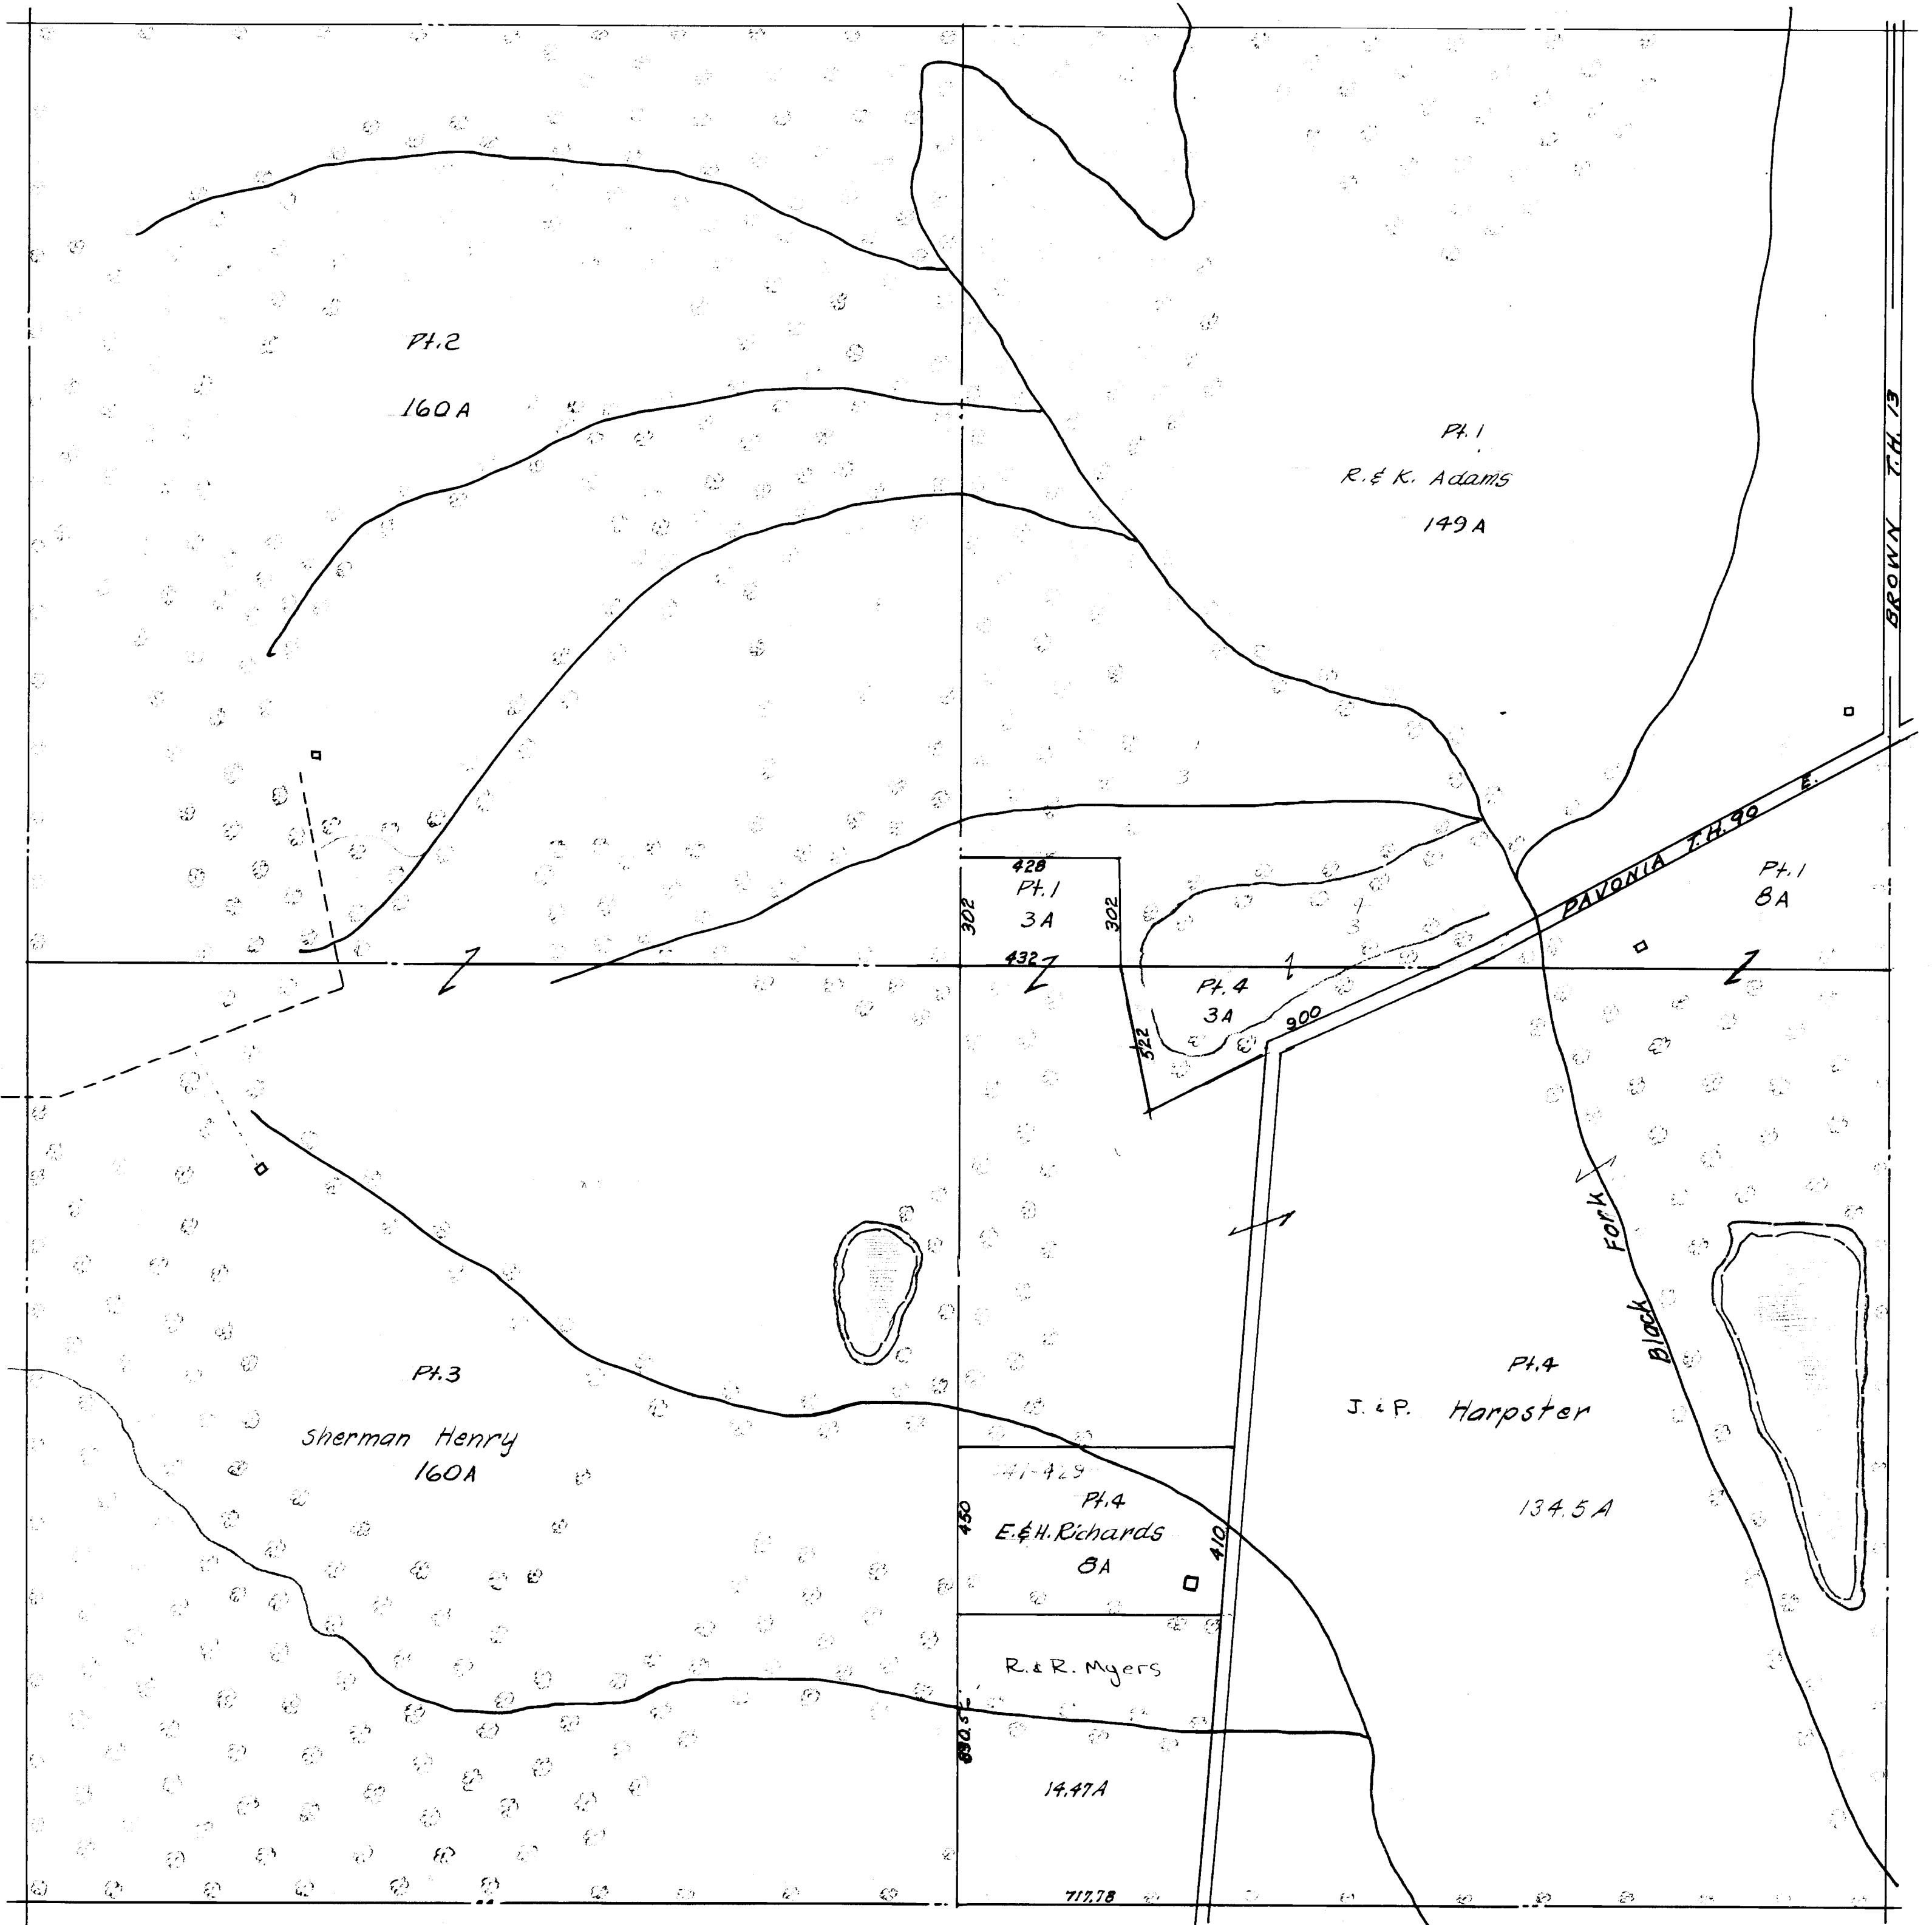 Pt.2
160A
Pt.1
R.& K. Adams
149A
BROWN T.H. 13
PAVONIA T.H. 90 E.
Pt.1
8A
428
Pt.1
3A
302
302
432
Pt.4
3A
522
900
Black Fork
Pt.3
Sherman Henry
160A
Pt.4
J. & P. Harpster
134.5A
Pt.4
E.& H. Richards
8A
450
410
R. & R. Myers
14.47A
717.78